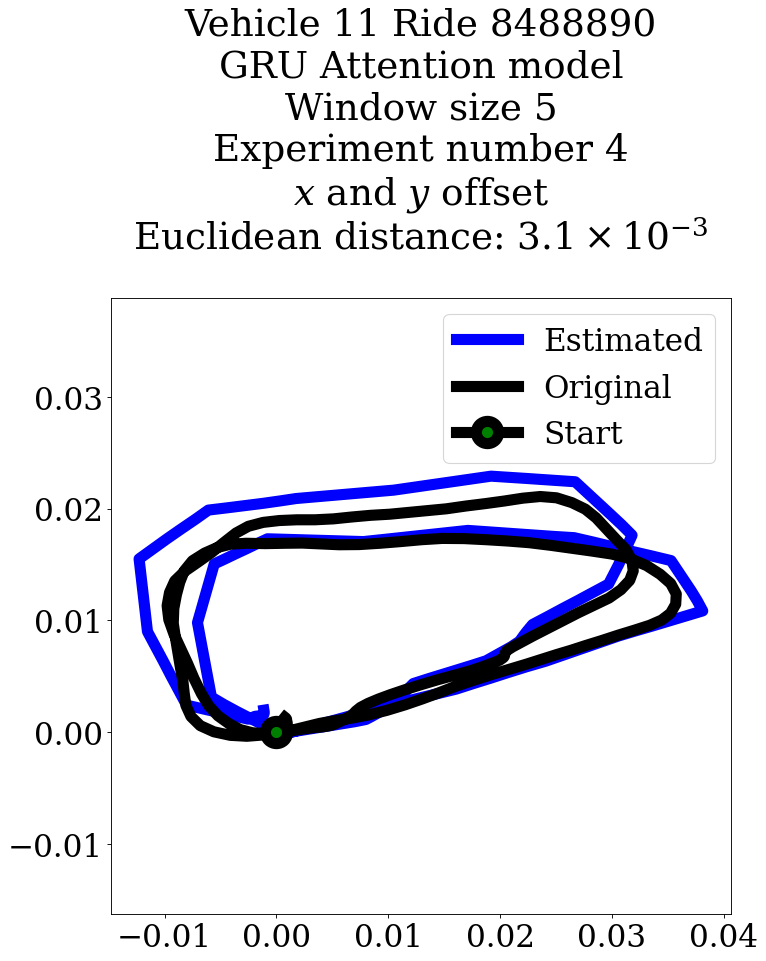 Vehicle 11 Ride 8488890
GRU Attention model
Window size 5
Experiment number 4
x and y offset
Euclidean distance: 3.1 × 10⁻³
Estimated
Original
Start
0.03
0.02
0.01
0.00
−0.01
−0.01 0.00 0.01 0.02 0.03 0.04